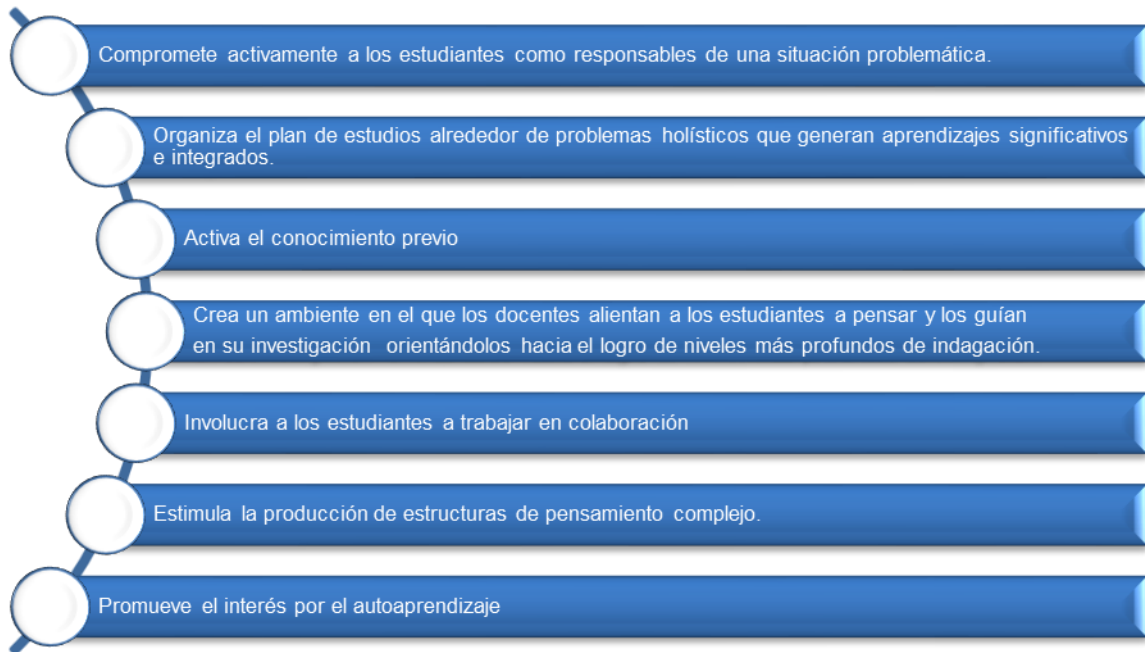 Compromete activamente a los estudiantes como responsables de una situación problemática.
Organiza el plan de estudios alrededor de problemas holísticos que generan aprendizajes significativos
e integrados.
Activa el conocimiento previo
Crea un ambiente en el que los docentes alientan a los estudiantes a pensar y los guían
en su investigación orientándolos hacia el logro de niveles más profundos de indagación.
Involucra a los estudiantes a trabajar en colaboración
Estimula la producción de estructuras de pensamiento complejo.
Promueve el interés por el autoaprendizaje